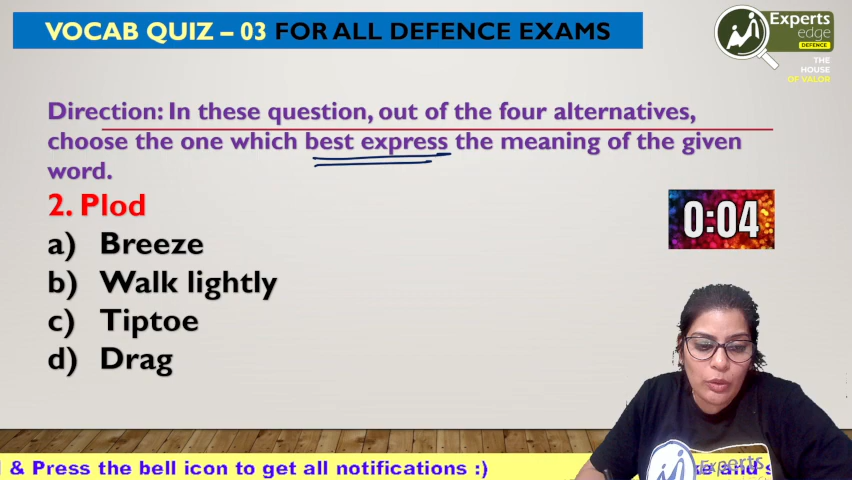 VOCAB QUIZ – 03 FOR ALL DEFENCE EXAMS
Experts
edge
DEFENCE
THE
HOUSE
OF VALOR
Direction: In these question, out of the four alternatives,
choose the one which best express the meaning of the given
word.
2. Plod
0:04
a) Breeze
b) Walk lightly
c) Tiptoe
d) Drag
& Press the bell icon to get all notifications :)
Experts